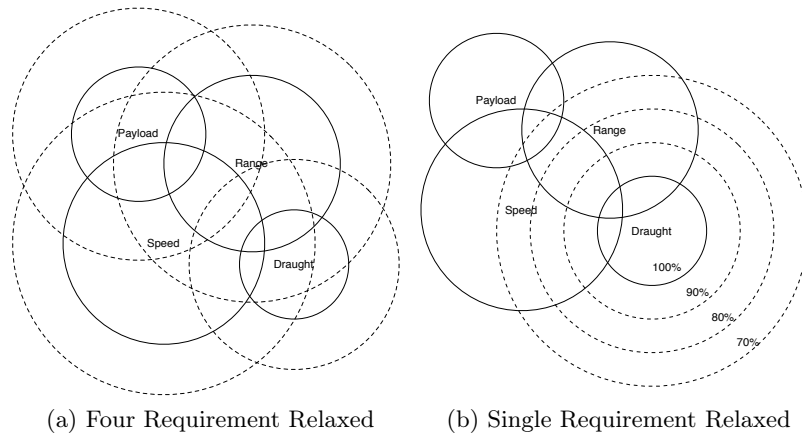 Payload
Range
Speed
Draught
Payload
Range
Speed
Draught
100%
90%
80%
70%
(a) Four Requirement Relaxed
(b) Single Requirement Relaxed